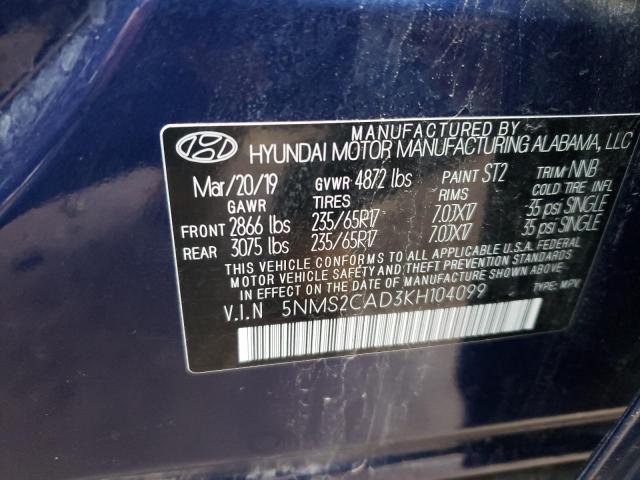 MANUFACTURED BY
HYUNDAI MOTOR MANUFACTURING ALABAMA, LLC
Mar/20/19 GVWR 4872 lbs PAINT ST2 TRIM NNB
GAWR TIRES RIMS COLD TIRE INFL
FRONT 2866 lbs 235/65R17 7.0JX17 35 psi SINGLE
REAR 3075 lbs 235/65R17 7.0JX17 35 psi SINGLE
THIS VEHICLE CONFORMS TO ALL APPLICABLE U.S.A. FEDERAL
MOTOR VEHICLE SAFETY STANDARDS IN EFFECT ON THE DATE OF
MANUFACTURE SHOWN ABOVE.
V.I.N 5NMS2CAD3KH104099 TYPE: MPV